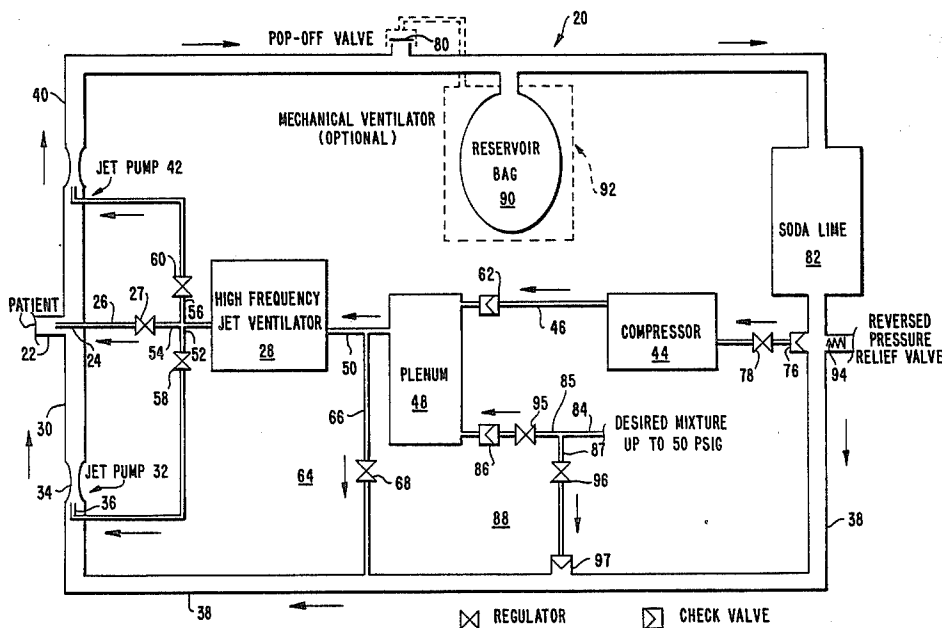 20
POP-OFF VALVE
80
40
MECHANICAL VENTILATOR
(OPTIONAL)
RESERVOIR
BAG
90
92
JET PUMP 42
SODA LINE
82
60
62
HIGH FREQUENCY
JET VENTILATOR
28
PATIENT
26
27
56
46
COMPRESSOR
44
REVERSED
PRESSURE
RELIEF VALVE
22
24
54
52
50
PLENUM
48
78
76
94
58
30
66
95
85
84
DESIRED MIXTURE
UP TO 50 PSIG
86
87
JET PUMP 32
34
36
64
68
96
88
97
38
38
REGULATOR
CHECK VALVE